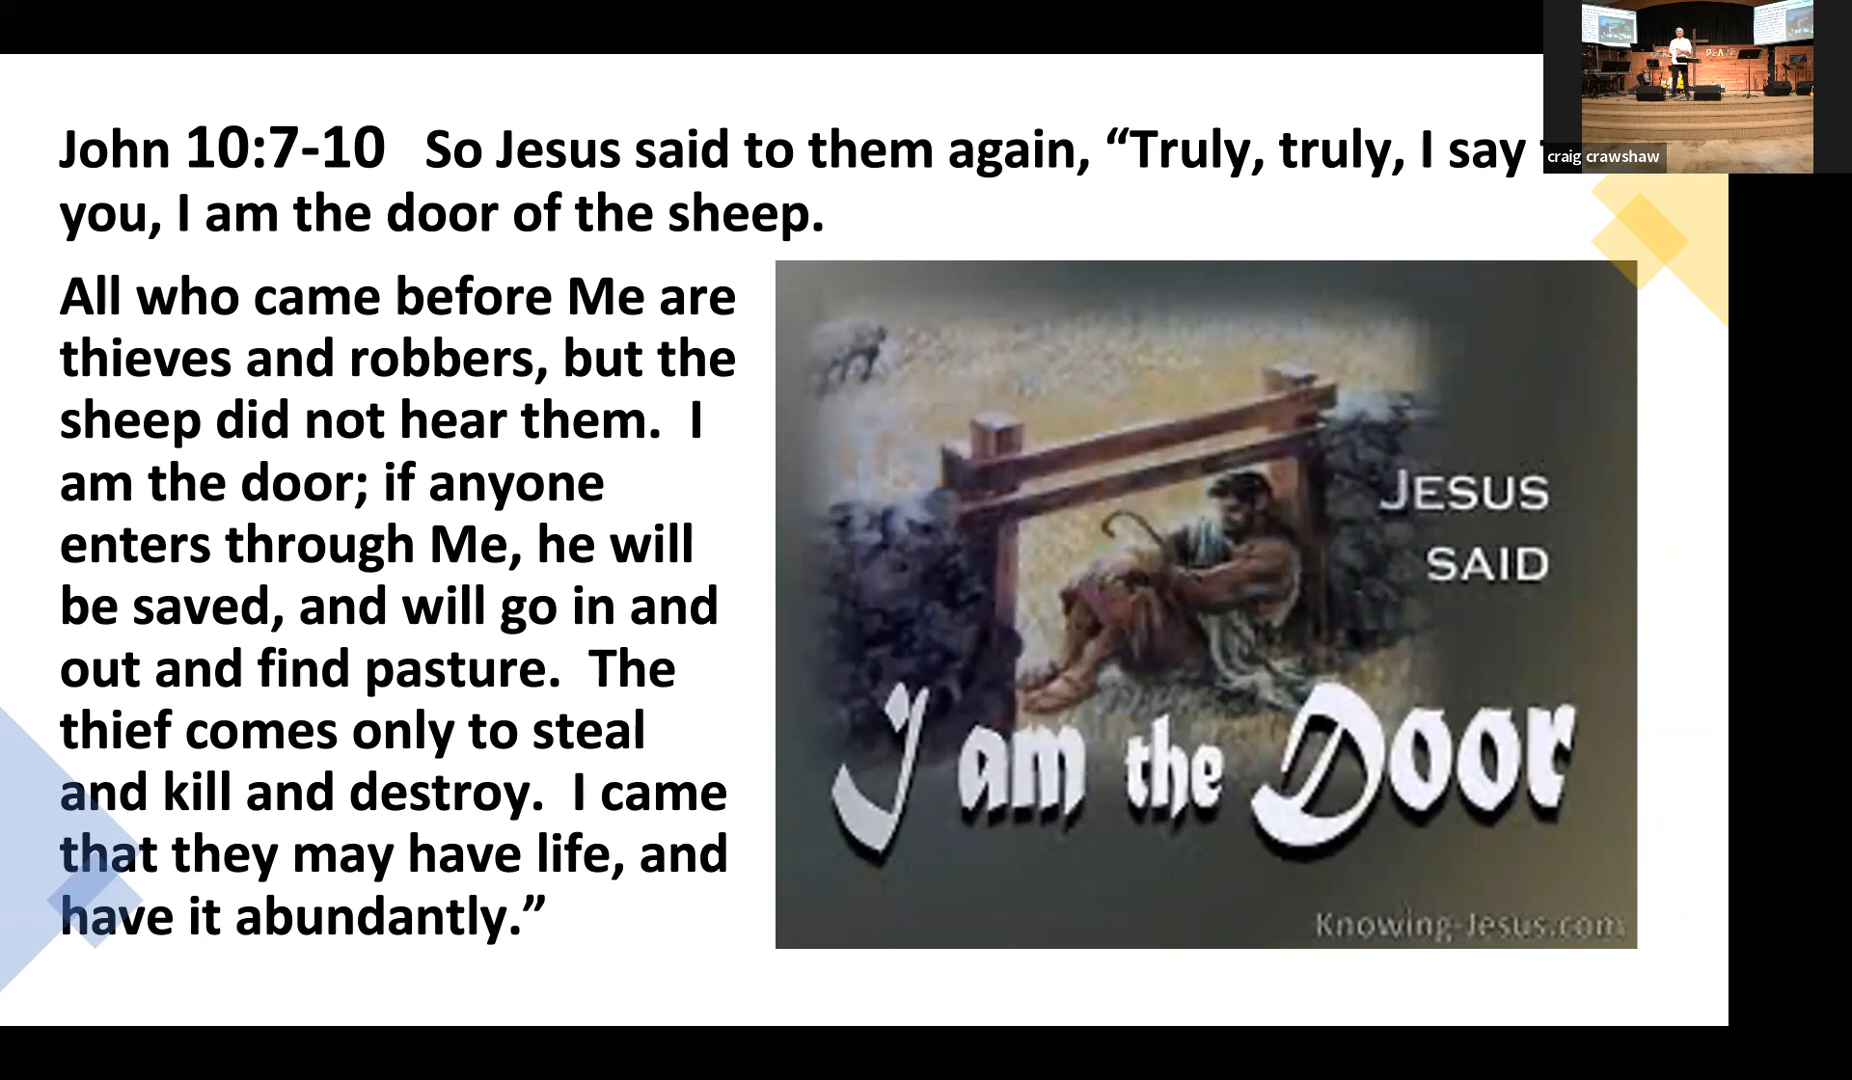 John 10:7-10 So Jesus said to them again, “Truly, truly, I say
you, I am the door of the sheep.
All who came before Me are
thieves and robbers, but the
sheep did not hear them. I
am the door; if anyone
enters through Me, he will
be saved, and will go in and
out and find pasture. The
thief comes only to steal
and kill and destroy. I came
that they may have life, and
have it abundantly.”
JESUS
SAID
I am the Door
Knowing-Jesus.com
craig crawshaw